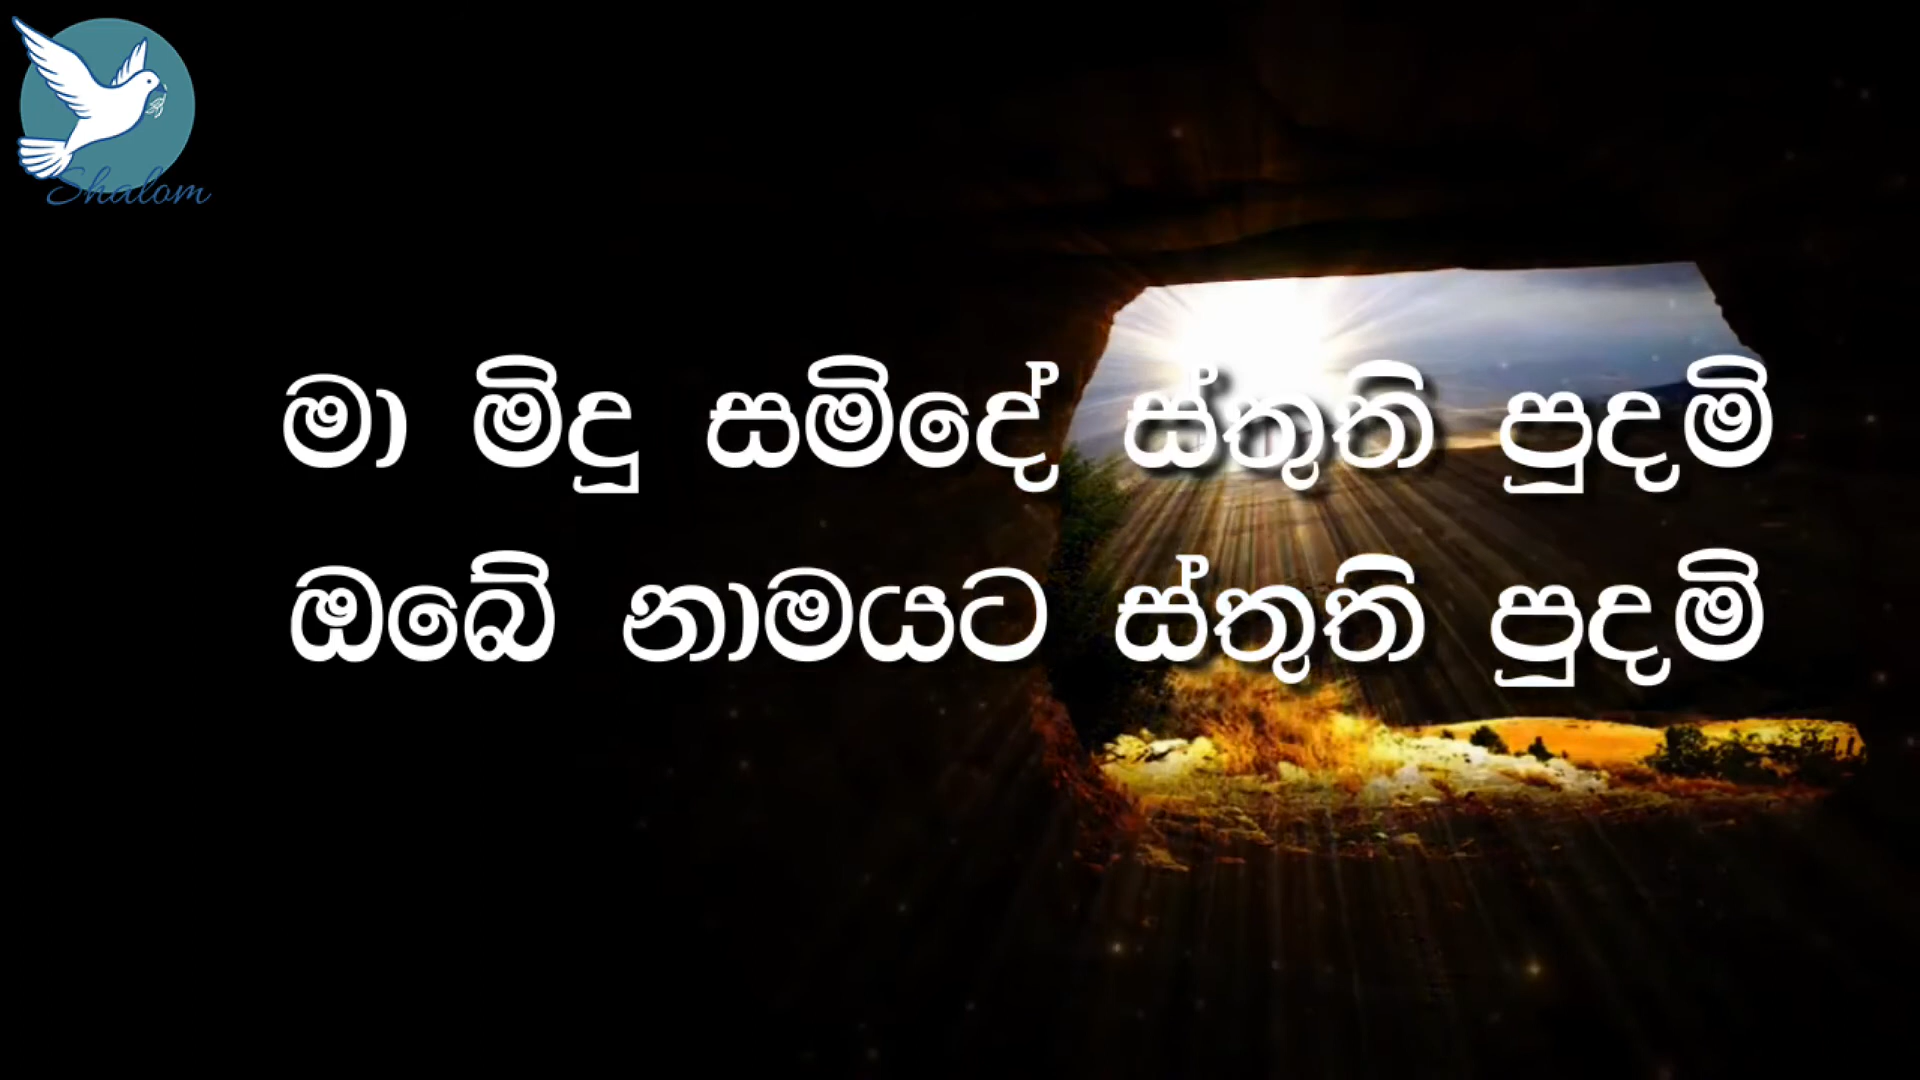 Shalom
මා මිදූ සමිදේ ස්තුති පුදමි
ඔබේ නාමයට ස්තුති පුදමි